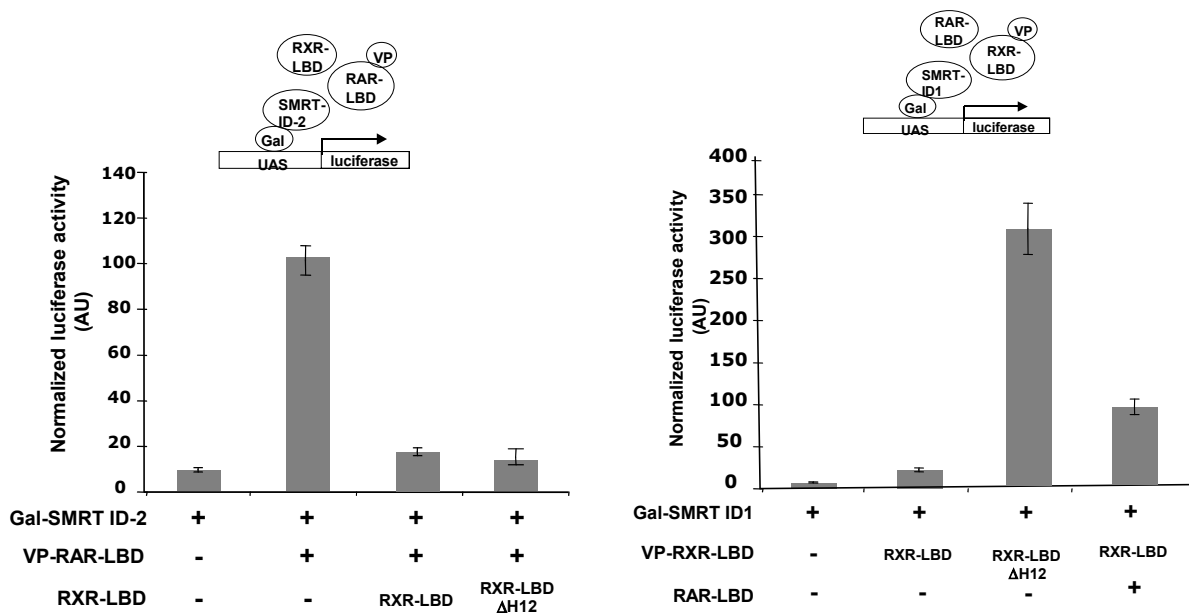 RXR-
LBD
VP
RAR-
LBD
SMRT-
ID-2
Gal
UAS
luciferase
Normalized luciferase activity
(AU)
140
120
100
80
60
40
20
0
Gal-SMRT ID-2
+
+
+
+
VP-RAR-LBD
-
+
+
+
RXR-LBD
-
-
RXR-LBD
RXR-LBD
ΔH12
RAR-
LBD
VP
RXR-
LBD
SMRT-
ID1
Gal
UAS
luciferase
Normalized luciferase activity
(AU)
400
350
300
250
200
150
100
50
0
Gal-SMRT ID1
+
+
+
+
VP-RXR-LBD
-
RXR-LBD
RXR-LBD
ΔH12
RXR-LBD
RAR-LBD
-
-
-
+